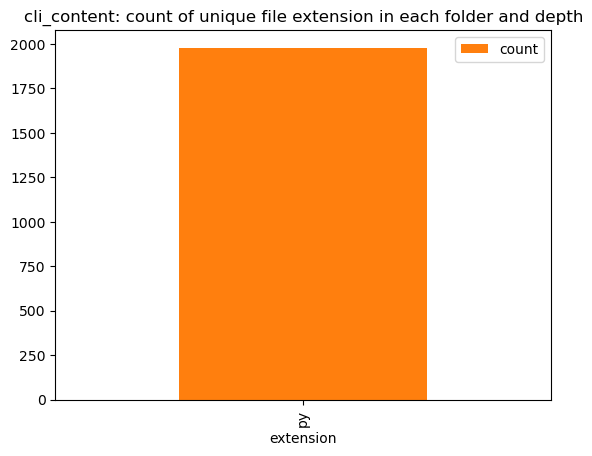 cli_content: count of unique file extension in each folder and depth
count
2000
1750
1500
1250
1000
750
500
250
0
py
extension